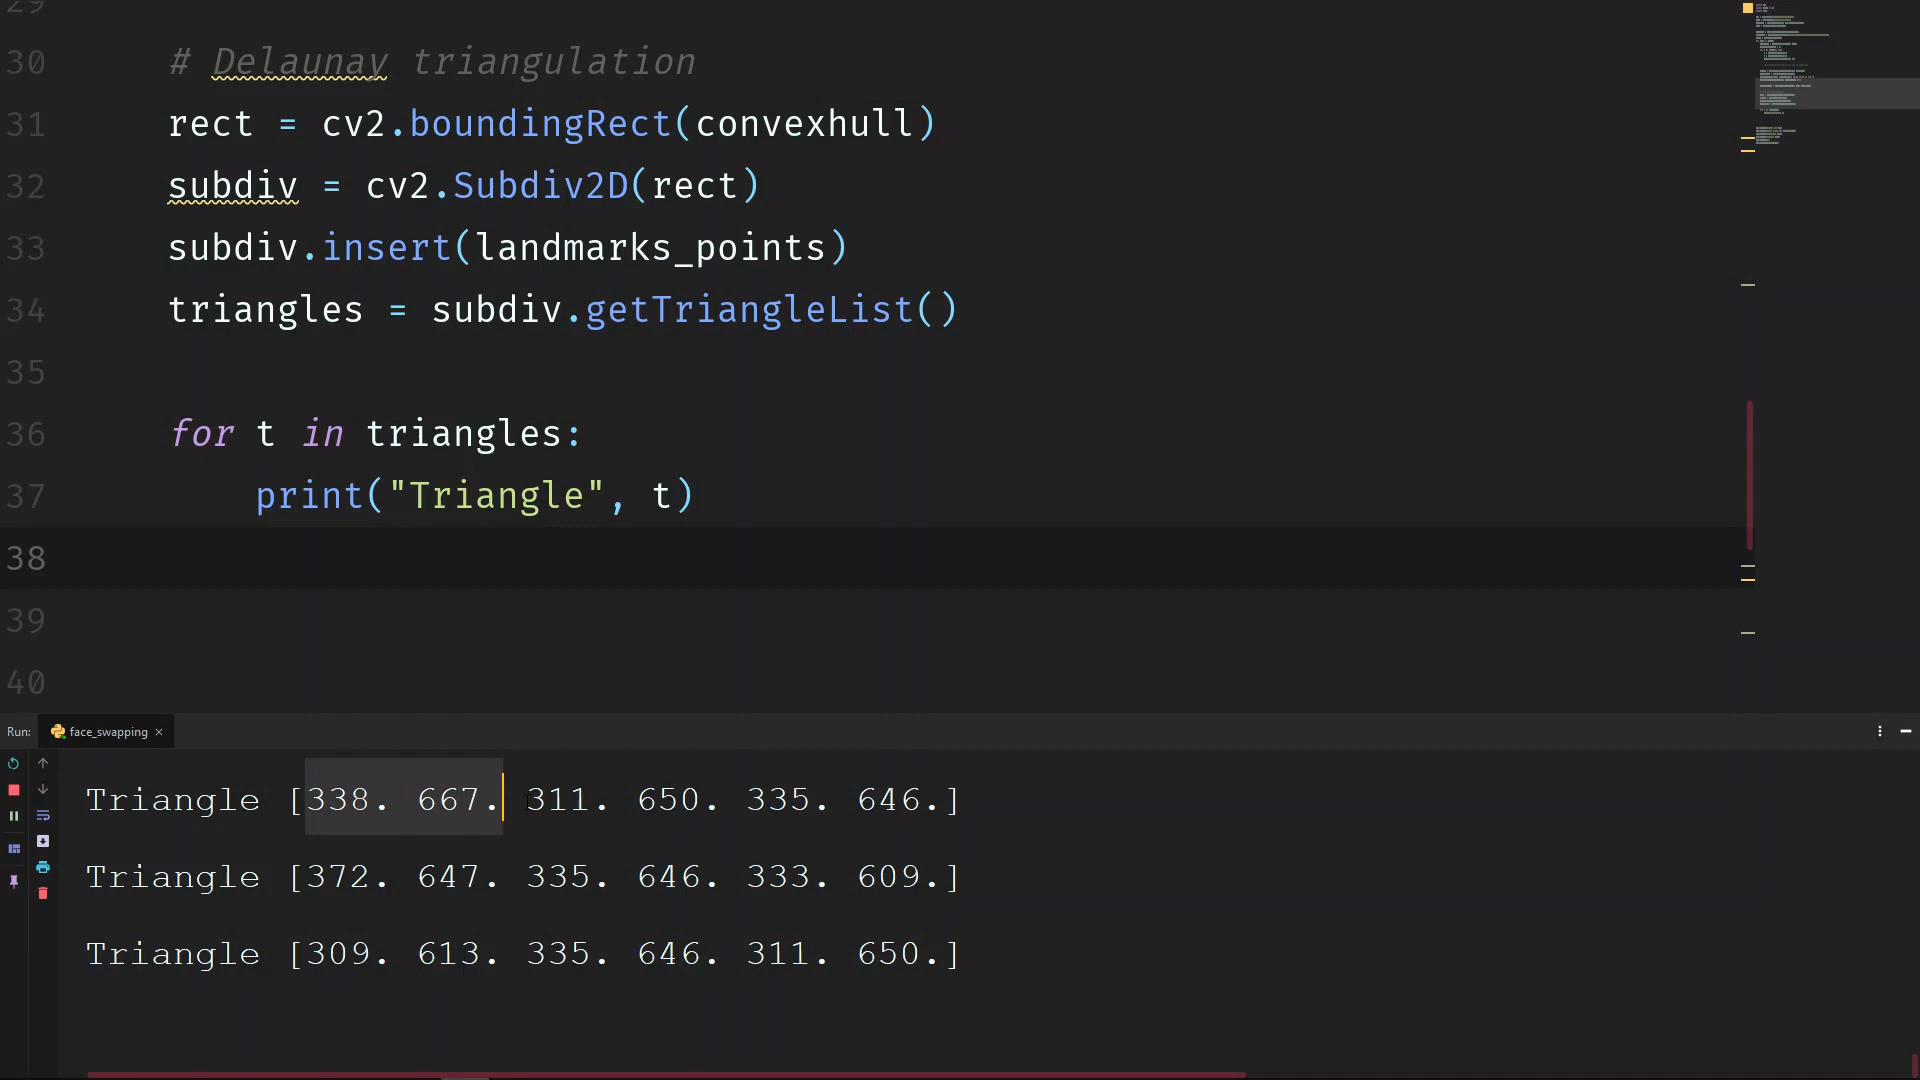 29
30 # Delaunay triangulation
31 rect = cv2.boundingRect(convexhull)
32 subdiv = cv2.Subdiv2D(rect)
33 subdiv.insert(landmarks_points)
34 triangles = subdiv.getTriangleList()
35
36 for t in triangles:
37 print("Triangle", t)
38
39
40
Run: face_swapping ×
Triangle [338. 667. 311. 650. 335. 646.]
Triangle [372. 647. 335. 646. 333. 609.]
Triangle [309. 613. 335. 646. 311. 650.]